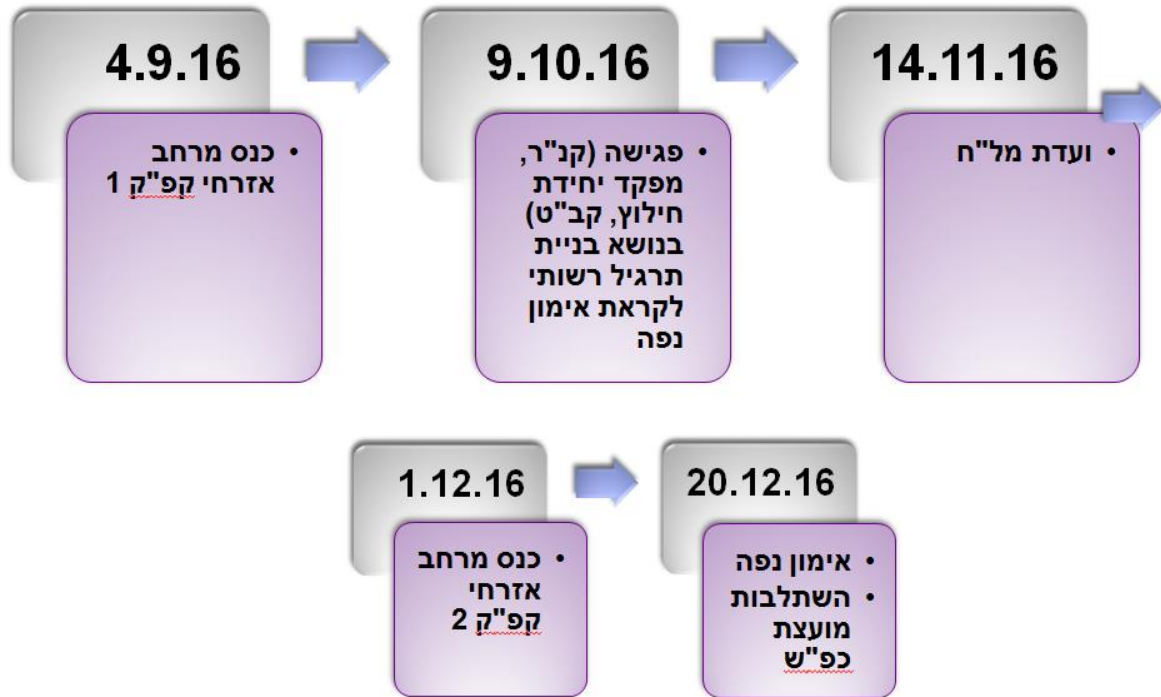 4.9.16
• כנס מרחב
אזרחי קפ"ק 1
9.10.16
• פגישה (קנ"ר,
מפקד יחידת
חילוץ, קב"ט)
בנושא בניית
תרגיל רשותי
לקראת אימון
נפה
14.11.16
• ועדת מל"ח
1.12.16
• כנס מרחב
אזרחי
קפ"ק 2
20.12.16
• אימון נפה
• השתלבות
מועצת
כפ"ש